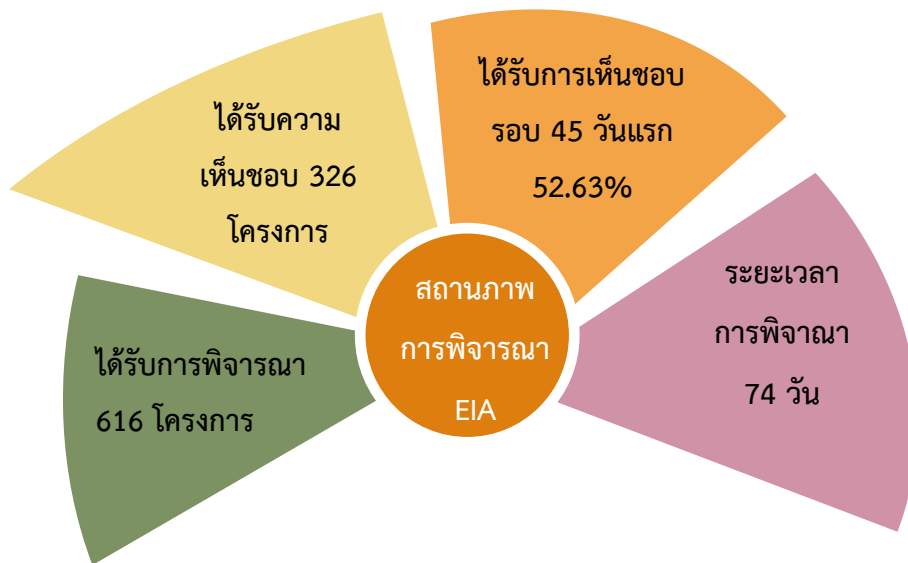 ได้รับความ
เห็นชอบ 326
โครงการ
ได้รับการเห็นชอบ
รอบ 45 วันแรก
52.63%
ระยะเวลา
การพิจาณา
74 วัน
ได้รับการพิจารณา
616 โครงการ
สถานภาพ
การพิจารณา
EIA